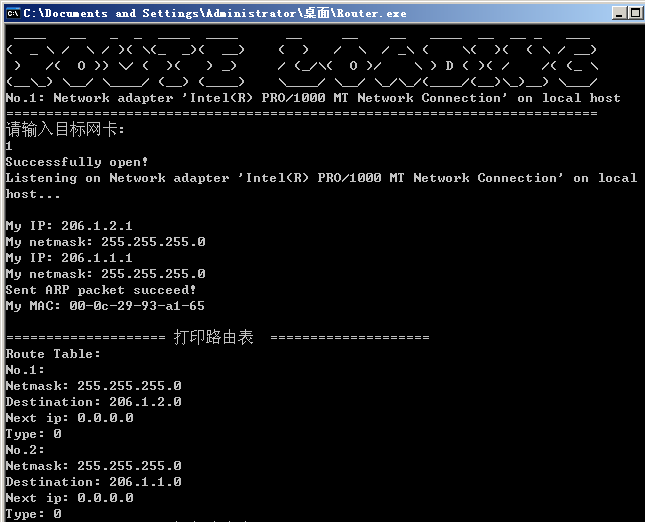 C:\Documents and Settings\Administrator\桌面\Router.exe
ROUTE LOADING
No.1: Network adapter 'Intel(R) PRO/1000 MT Network Connection' on local host
==========================================================================
请输入目标网卡:
1
Successfully open!
Listening on Network adapter 'Intel(R) PRO/1000 MT Network Connection' on local
host...
My IP: 206.1.2.1
My netmask: 255.255.255.0
My IP: 206.1.1.1
My netmask: 255.255.255.0
Sent ARP packet succeed!
My MAC: 00-0c-29-93-a1-65
==================== 打印路由表 ====================
Route Table:
No.1:
Netmask: 255.255.255.0
Destination: 206.1.2.0
Next ip: 0.0.0.0
Type: 0
No.2:
Netmask: 255.255.255.0
Destination: 206.1.1.0
Next ip: 0.0.0.0
Type: 0